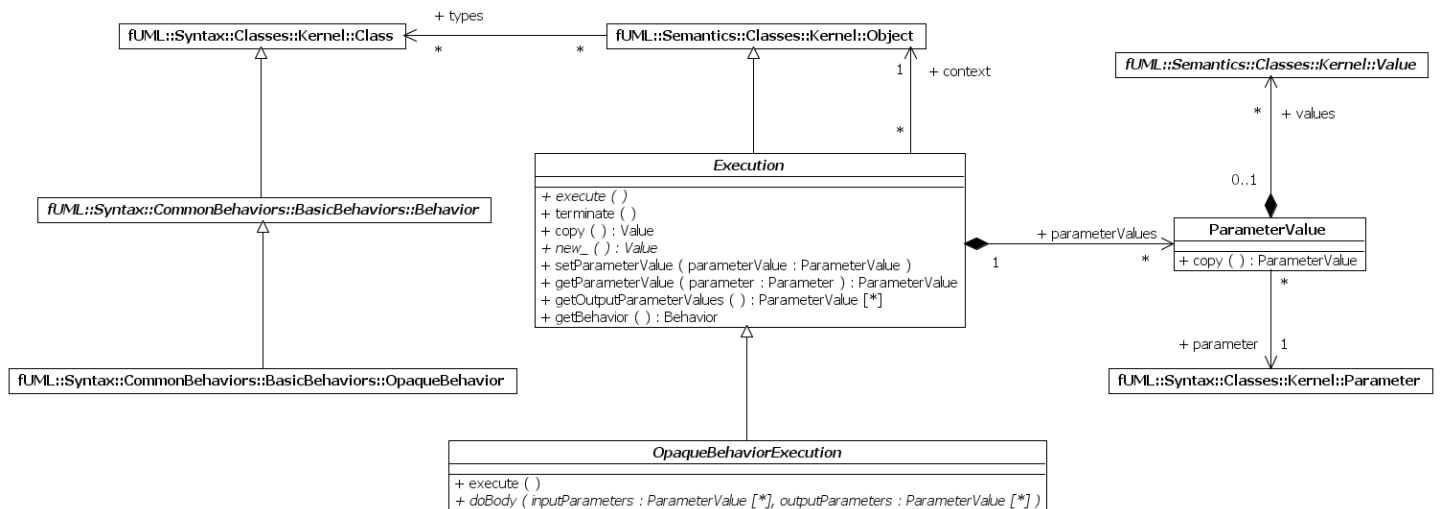 + types
fUML::Syntax::Classes::Kernel::Class
* *
fUML::Semantics::Classes::Kernel::Object
1 + context
*
fUML::Semantics::Classes::Kernel::Value
* + values
0..1
Execution
+ execute ( )
+ terminate ( )
+ copy ( ) : Value
+ new_ ( ) : Value
+ setParameterValue ( parameterValue : ParameterValue )
+ getParameterValue ( parameter : Parameter ) : ParameterValue
+ getOutputParameterValues ( ) : ParameterValue [*]
+ getBehavior ( ) : Behavior
fUML::Syntax::CommonBehaviors::BasicBehaviors::Behavior
+ parameterValues
1 *
ParameterValue
+ copy ( ) : ParameterValue
*
+ parameter 1
fUML::Syntax::Classes::Kernel::Parameter
fUML::Syntax::CommonBehaviors::BasicBehaviors::OpaqueBehavior
OpaqueBehaviorExecution
+ execute ( )
+ doBody ( inputParameters : ParameterValue [*], outputParameters : ParameterValue [*] )